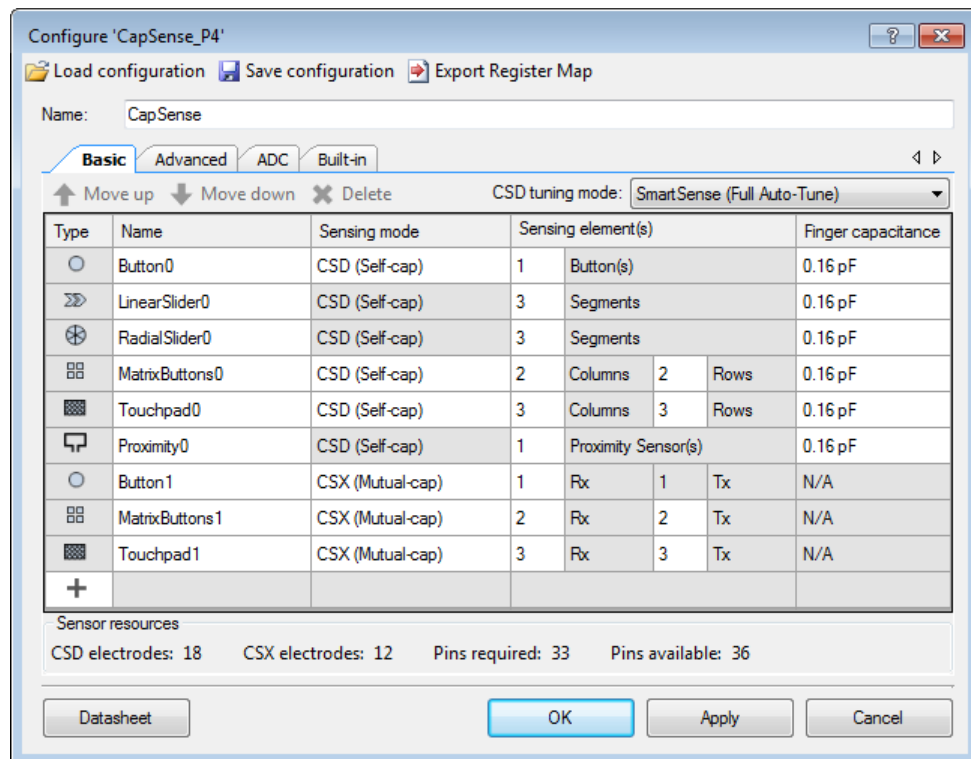 Configure 'CapSense_P4'
Load configuration Save configuration Export Register Map
Name: CapSense
Basic Advanced ADC Built-in
Move up Move down Delete CSD tuning mode: SmartSense (Full Auto-Tune)
Type Name Sensing mode Sensing element(s) Finger capacitance
Button0 CSD (Self-cap) 1 Button(s) 0.16 pF
LinearSlider0 CSD (Self-cap) 3 Segments 0.16 pF
RadialSlider0 CSD (Self-cap) 3 Segments 0.16 pF
MatrixButtons0 CSD (Self-cap) 2 Columns 2 Rows 0.16 pF
Touchpad0 CSD (Self-cap) 3 Columns 3 Rows 0.16 pF
Proximity0 CSD (Self-cap) 1 Proximity Sensor(s) 0.16 pF
Button1 CSX (Mutual-cap) 1 Rx 1 Tx N/A
MatrixButtons1 CSX (Mutual-cap) 2 Rx 2 Tx N/A
Touchpad1 CSX (Mutual-cap) 3 Rx 3 Tx N/A
Sensor resources
CSD electrodes: 18 CSX electrodes: 12 Pins required: 33 Pins available: 36
Datasheet OK Apply Cancel